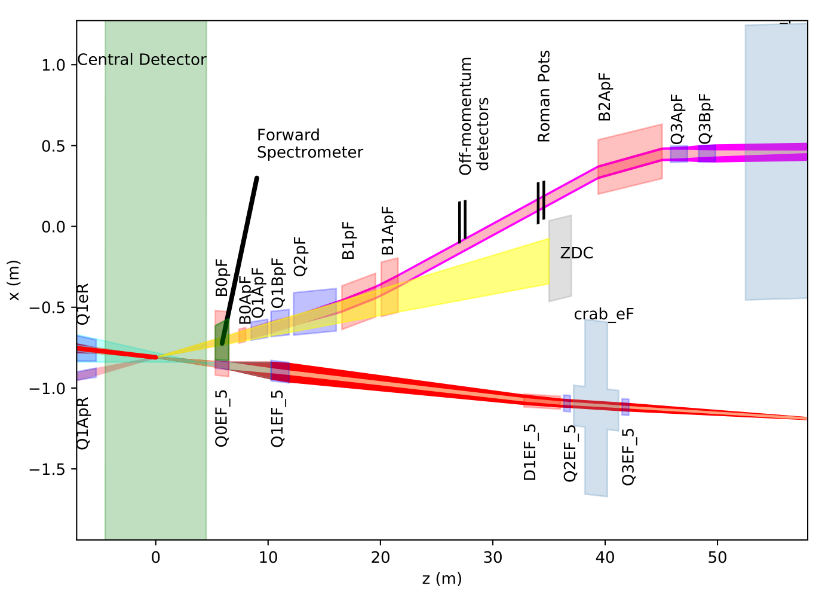 Central Detector
Forward
Spectrometer
Off-momentum
detectors
Roman Pots
B2ApF
Q3ApF
Q3BpF
Q1eR
B0pF
B0ApF
Q1ApF
Q1BpF
Q2pF
B1pF
B1ApF
ZDC
crab_eF
Q1ApR
Q0EF_5
Q1EF_5
D1EF_5
Q2EF_5
Q3EF_5
1.0
0.5
0.0
−0.5
−1.0
−1.5
x (m)
0
10
20
30
40
50
z (m)